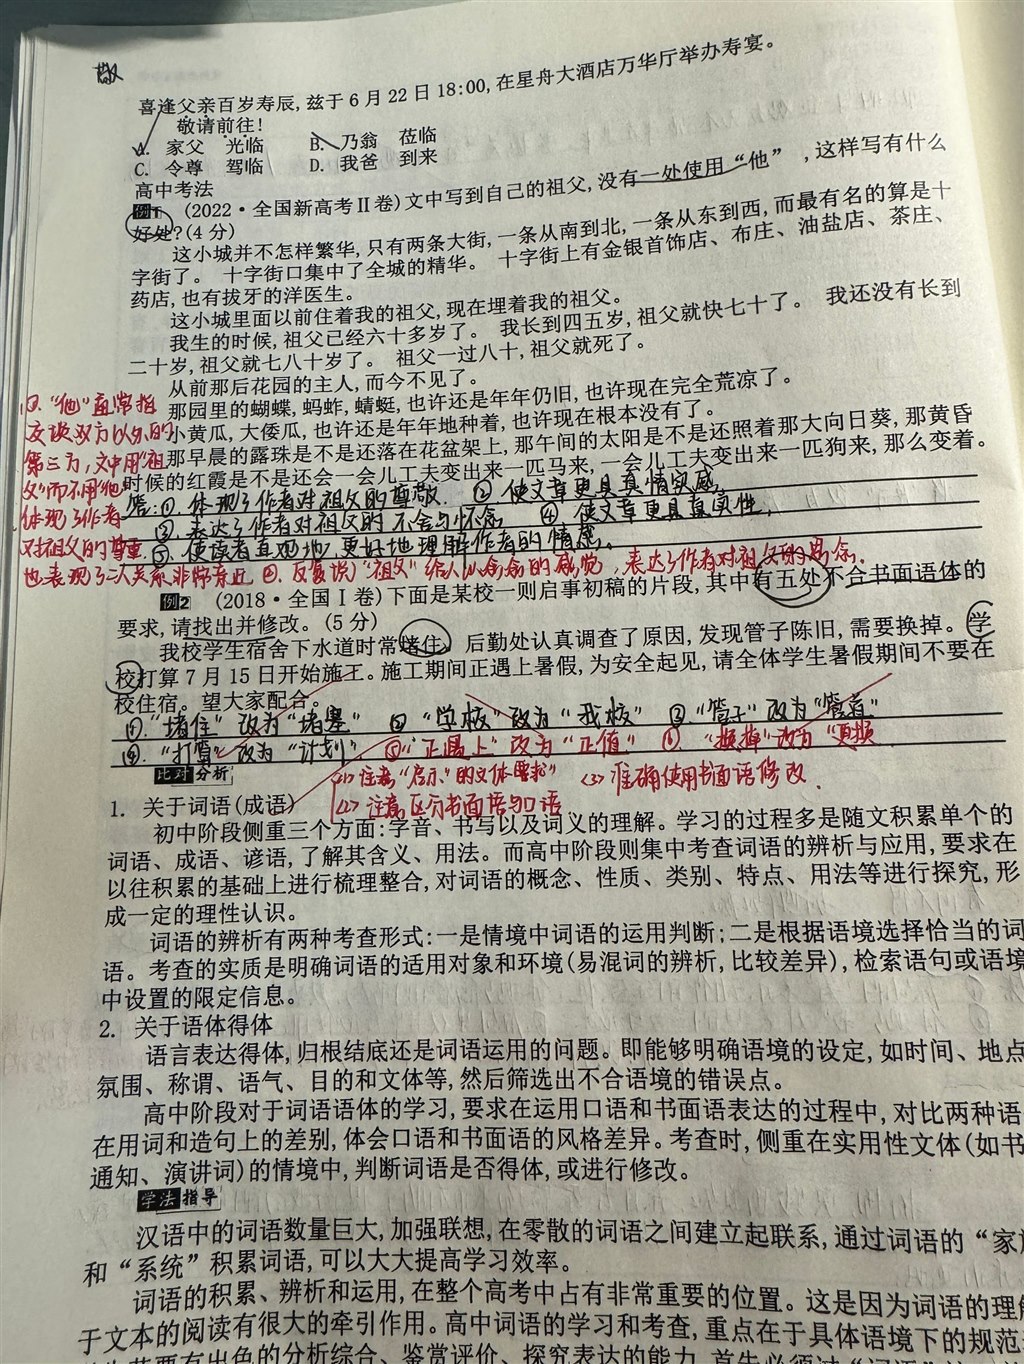 敬
喜逢父亲百岁寿辰,兹于6月22日18:00,在星舟大酒店万华厅举办寿宴。
敬请前往!
A. 家父 光临 B. 乃翁 莅临
C. 令尊 驾临 D. 我爸 到来
高中考法
例1 (2022·全国新高考Ⅱ卷)文中写到自己的祖父,没有一处使用“他”,这样写有什么
好处?(4分)
这小城并不怎样繁华,只有两条大街,一条从南到北,一条从东到西,而最有名的算是十
字街了。 十字街口集中了全城的精华。 十字街上有金银首饰店、布庄、油盐店、茶庄、
药店,也有拔牙的洋医生。
这小城里面以前住着我的祖父,现在埋着我的祖父。
我生的时候,祖父已经六十多岁了。 我长到四五岁,祖父就快七十了。 我还没有长到
二十岁,祖父就七八十岁了。 祖父一过八十,祖父就死了。
从前那后花园的主人,而今不见了。
那园里的蝴蝶,蚂蚱,蜻蜓,也许还是年年仍旧,也许现在完全荒凉了。
小黄瓜,大倭瓜,也许还是年年地种着,也许现在根本没有了。
那早晨的露珠是不是还落在花盆架上,那午间的太阳是不是还照着那大向日葵,那黄昏
时候的红霞是不是还会一会儿工夫变出来一匹马来,一会儿工夫变出来一匹狗来,那么变着。
①. “他”通常指
交谈双方以外的
第三方,文中用“祖
父”而不用“他”
体现了作者
对祖父的尊重.
答:①.体现了作者对祖父的尊敬. ②使文章更具真情实感,
③.表达了作者对祖父的不舍与怀念, ④使文章更具真实性,
⑤.使读者直观地,更好地理解作者的情感。
也表现了二人关系非常亲近 ②.反复说“祖父”给人以念念的感觉,表达了作者对祖父的思念.
例2 (2018·全国Ⅰ卷)下面是某校一则启事初稿的片段,其中有五处不合书面语体的
要求,请找出并修改。(5分)
我校学生宿舍下水道时常堵住。 后勤处认真调查了原因,发现管子陈旧,需要换掉。学
校打算7月15日开始施工。施工期间正遇上暑假,为安全起见,请全体学生暑假期间不要在
校住宿。望大家配合。
①.“堵住”改为“堵塞” ②“学校”改为“我校” ③.“管子”改为“管道”
④.“打算”改为“计划” ⑤“正遇上”改为“正值” ⑥.“换掉”改为“更换
比对分析
(1)注意“启示”的文体要求 (3)准确使用书面语修改.
(2)注意区分书面语与口语
1. 关于词语(成语)
初中阶段侧重三个方面:字音、书写以及词义的理解。学习的过程多是随文积累单个的
词语、成语、谚语,了解其含义、用法。而高中阶段则集中考查词语的辨析与应用,要求在
以往积累的基础上进行梳理整合,对词语的概念、性质、类别、特点、用法等进行探究,形
成一定的理性认识。
词语的辨析有两种考查形式:一是情境中词语的运用判断;二是根据语境选择恰当的词
语。考查的实质是明确词语的适用对象和环境(易混词的辨析,比较差异),检索语句或语境
中设置的限定信息。
2. 关于语体得体
语言表达得体,归根结底还是词语运用的问题。即能够明确语境的设定,如时间、地点
氛围、称谓、语气、目的和文体等,然后筛选出不合语境的错误点。
高中阶段对于词语语体的学习,要求在运用口语和书面语表达的过程中,对比两种语
在用词和造句上的差别,体会口语和书面语的风格差异。考查时,侧重在实用性文体(如书
通知、演讲词)的情境中,判断词语是否得体,或进行修改。
学法指导
汉语中的词语数量巨大,加强联想,在零散的词语之间建立起联系,通过词语的“家族
和“系统”积累词语,可以大大提高学习效率。
词语的积累、辨析和运用,在整个高考中占有非常重要的位置。这是因为词语的理解
于文本的阅读有很大的牵引作用。高中词语的学习和考查,重点在于具体语境下的规范
要有出色的分析综合、鉴赏评价、探究表达的能力,首先必须